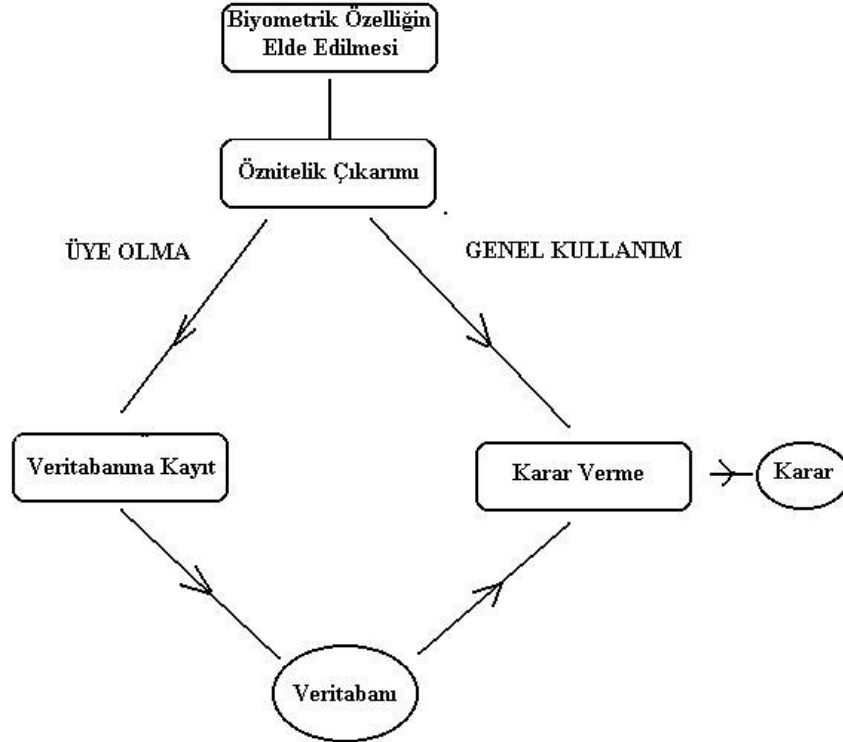 Biyometrik Özelliğin
Elde Edilmesi
Öznitelik Çıkarımı
ÜYE OLMA
GENEL KULLANIM
Veritabanına Kayıt
Karar Verme
Karar
Veritabanı